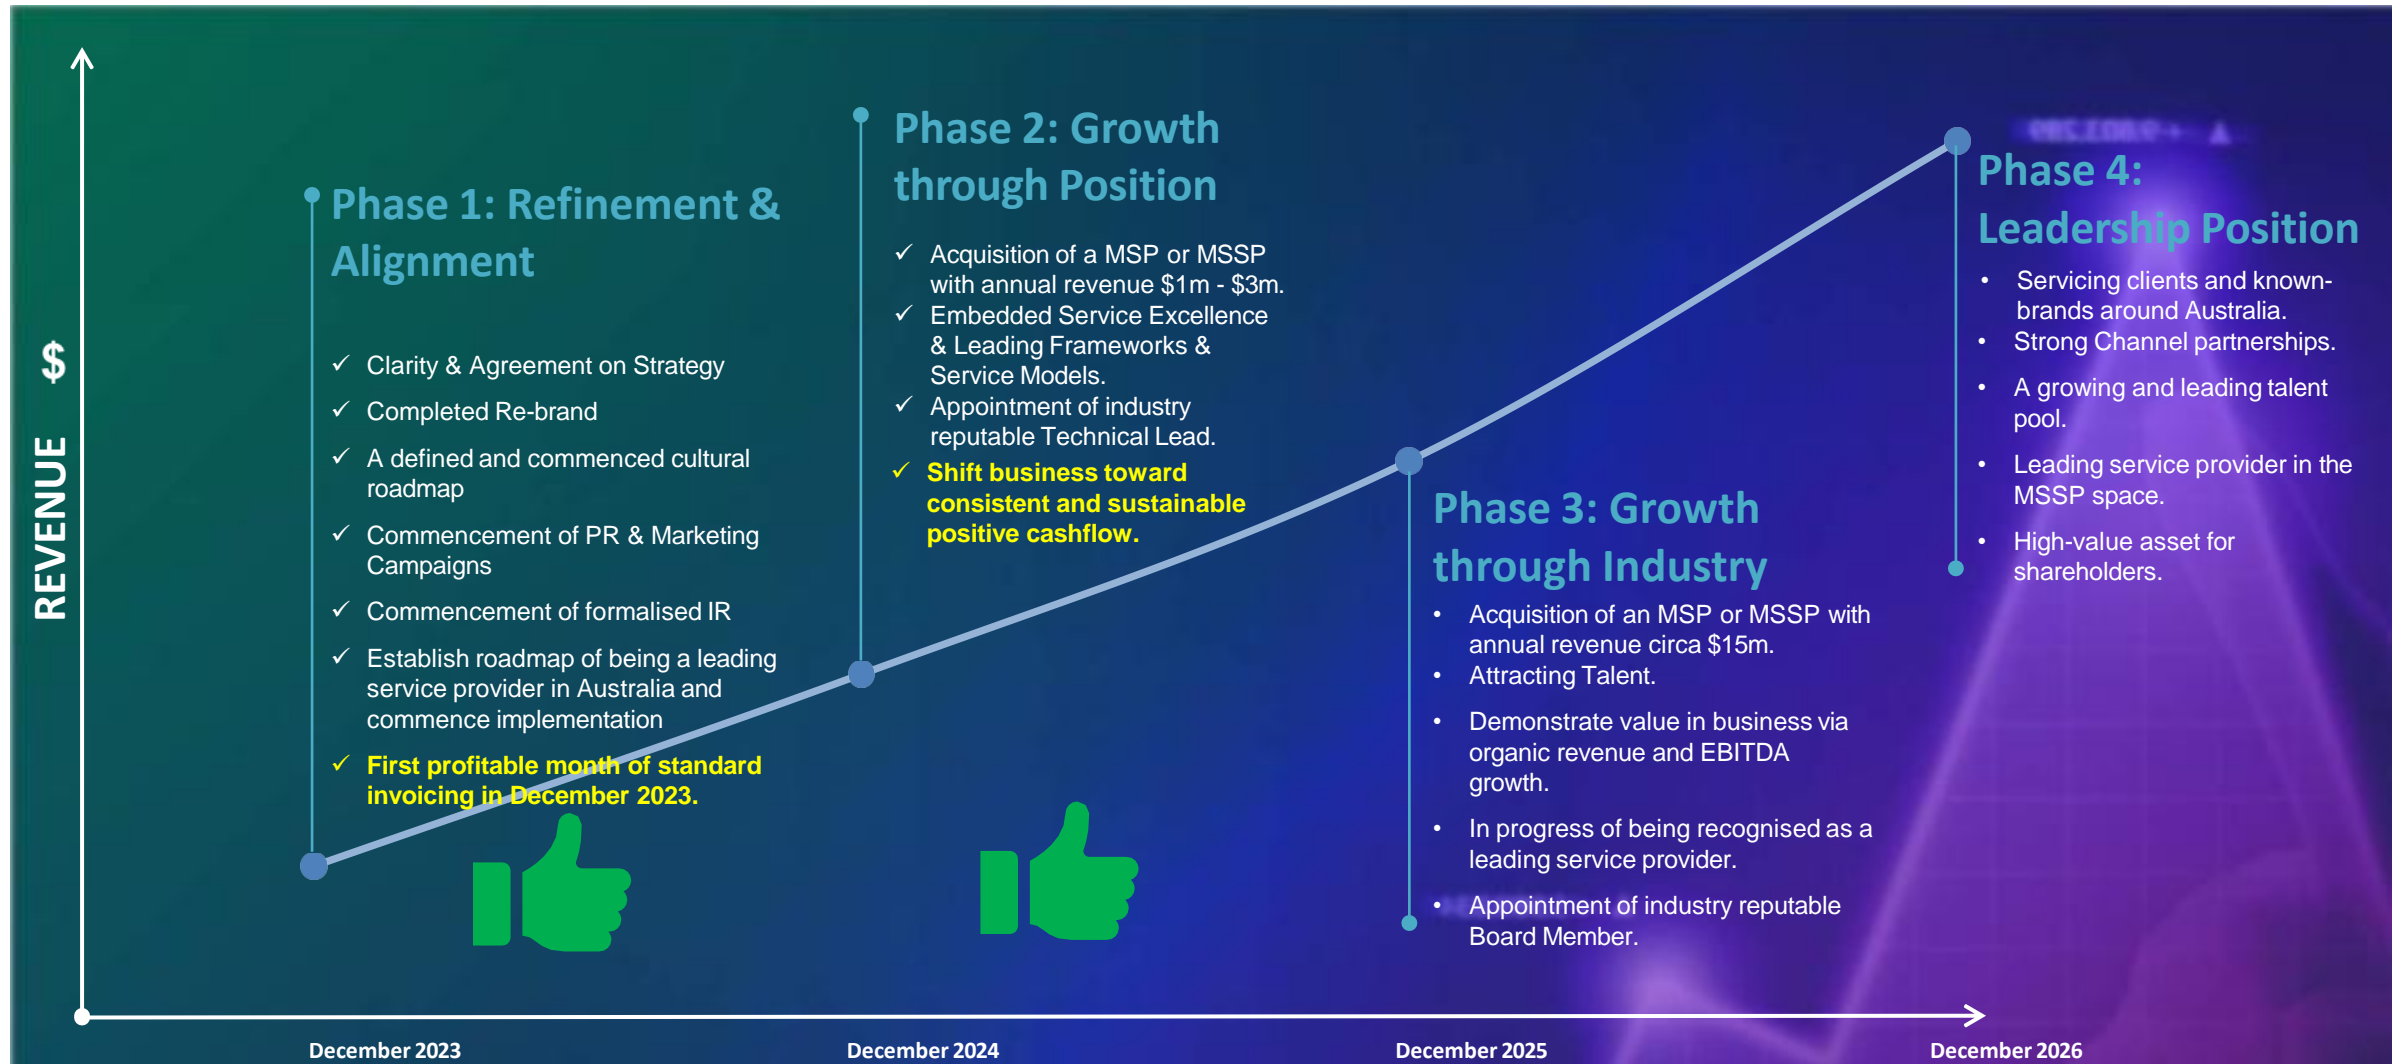 REVENUE $
Phase 1: Refinement &
Alignment
✓ Clarity & Agreement on Strategy
✓ Completed Re-brand
✓ A defined and commenced cultural
roadmap
✓ Commencement of PR & Marketing
Campaigns
✓ Commencement of formalised IR
✓ Establish roadmap of being a leading
service provider in Australia and
commence implementation
✓ First profitable month of standard
invoicing in December 2023.
Phase 2: Growth
through Position
✓ Acquisition of a MSP or MSSP
with annual revenue $1m - $3m.
✓ Embedded Service Excellence
& Leading Frameworks &
Service Models.
✓ Appointment of industry
reputable Technical Lead.
✓ Shift business toward
consistent and sustainable
positive cashflow.
Phase 3: Growth
through Industry
• Acquisition of an MSP or MSSP with
annual revenue circa $15m.
• Attracting Talent.
• Demonstrate value in business via
organic revenue and EBITDA
growth.
• In progress of being recognised as a
leading service provider.
• Appointment of industry reputable
Board Member.
Phase 4:
Leadership Position
• Servicing clients and known-
brands around Australia.
• Strong Channel partnerships.
• A growing and leading talent
pool.
• Leading service provider in the
MSSP space.
• High-value asset for
shareholders.
December 2023
December 2024
December 2025
December 2026